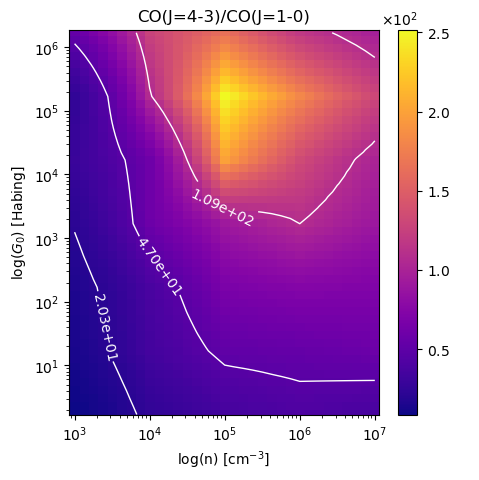 CO(J=4-3)/CO(J=1-0)
×10²
10⁶
10⁵
10⁴
10³
10²
10¹
log(G₀) [Habing]
1.09e+02
4.70e+01
2.03e+01
2.5
2.0
1.5
1.0
0.5
10³ 10⁴ 10⁵ 10⁶ 10⁷
log(n) [cm⁻³]